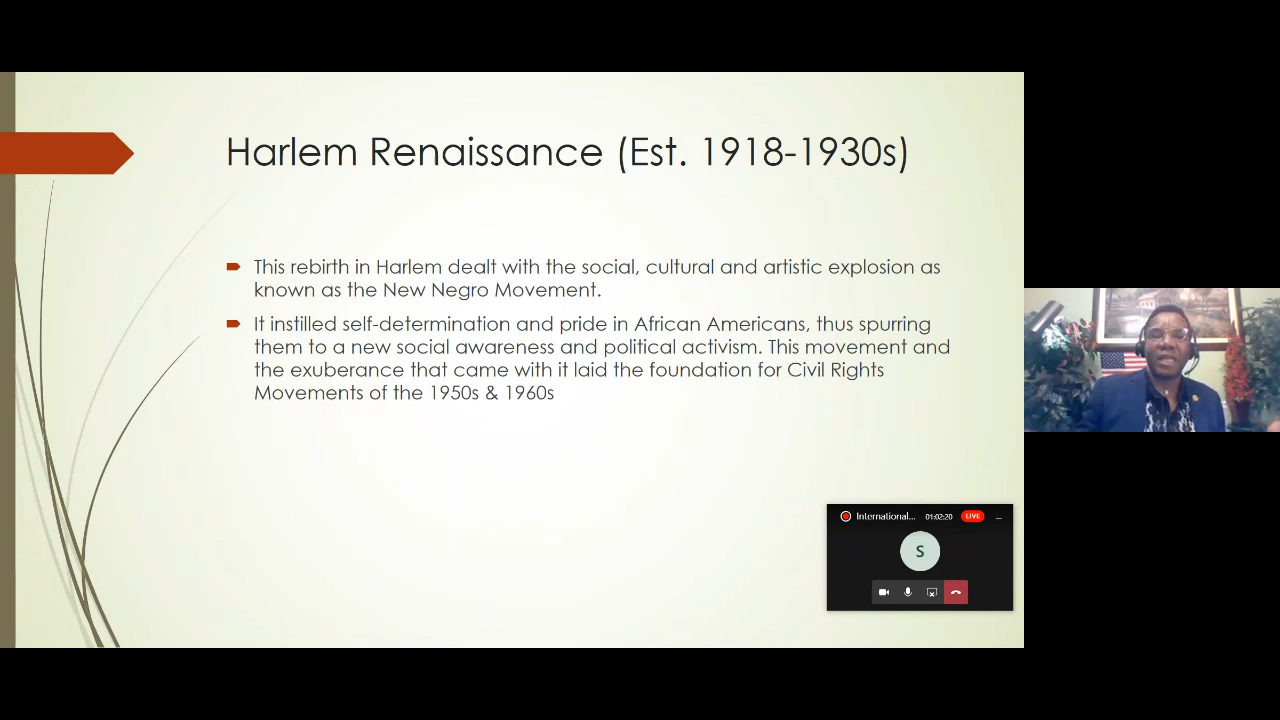 Harlem Renaissance (Est. 1918-1930s)
This rebirth in Harlem dealt with the social, cultural and artistic explosion as
known as the New Negro Movement.
It instilled self-determination and pride in African Americans, thus spurring
them to a new social awareness and political activism. This movement and
the exuberance that came with it laid the foundation for Civil Rights
Movements of the 1950s & 1960s
International... 01:02:20 LIVE
S